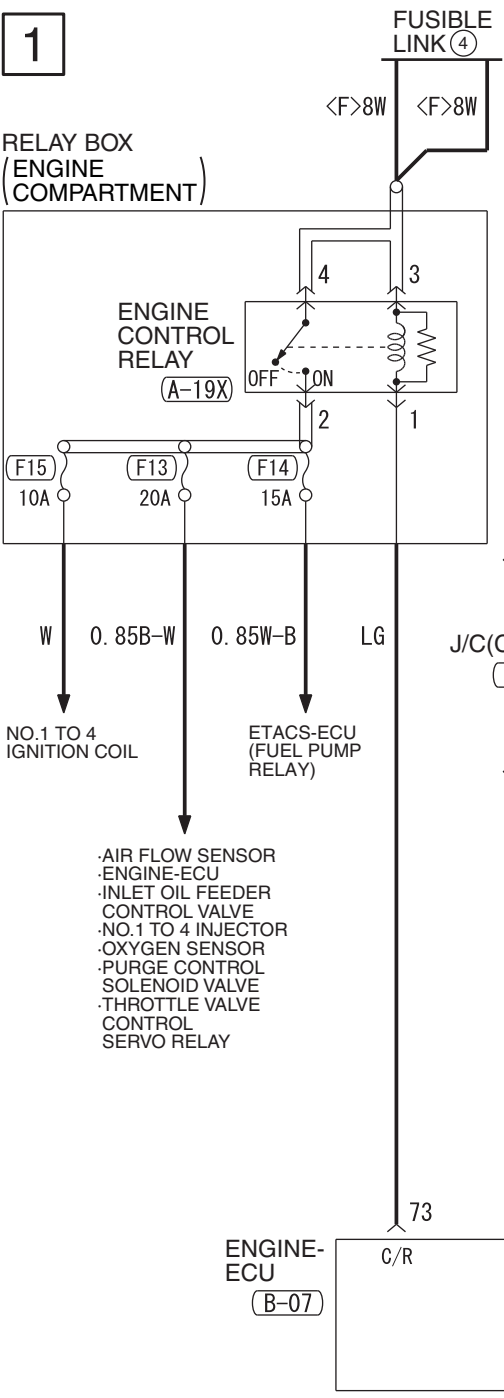 1
FUSIBLE
LINK 4
<F>8W <F>8W
RELAY BOX
(ENGINE
COMPARTMENT)
4 3
ENGINE
CONTROL
RELAY
A-19X
OFF ON
2 1
F15 F13 F14
10A 20A 15A
W 0.85B-W 0.85W-B LG
J/C(
NO.1 TO 4
IGNITION COIL
ETACS-ECU
(FUEL PUMP
RELAY)
·AIR FLOW SENSOR
·ENGINE-ECU
·INLET OIL FEEDER
CONTROL VALVE
·NO.1 TO 4 INJECTOR
·OXYGEN SENSOR
·PURGE CONTROL
SOLENOID VALVE
·THROTTLE VALVE
CONTROL
SERVO RELAY
73
ENGINE-
ECU
B-07
C/R